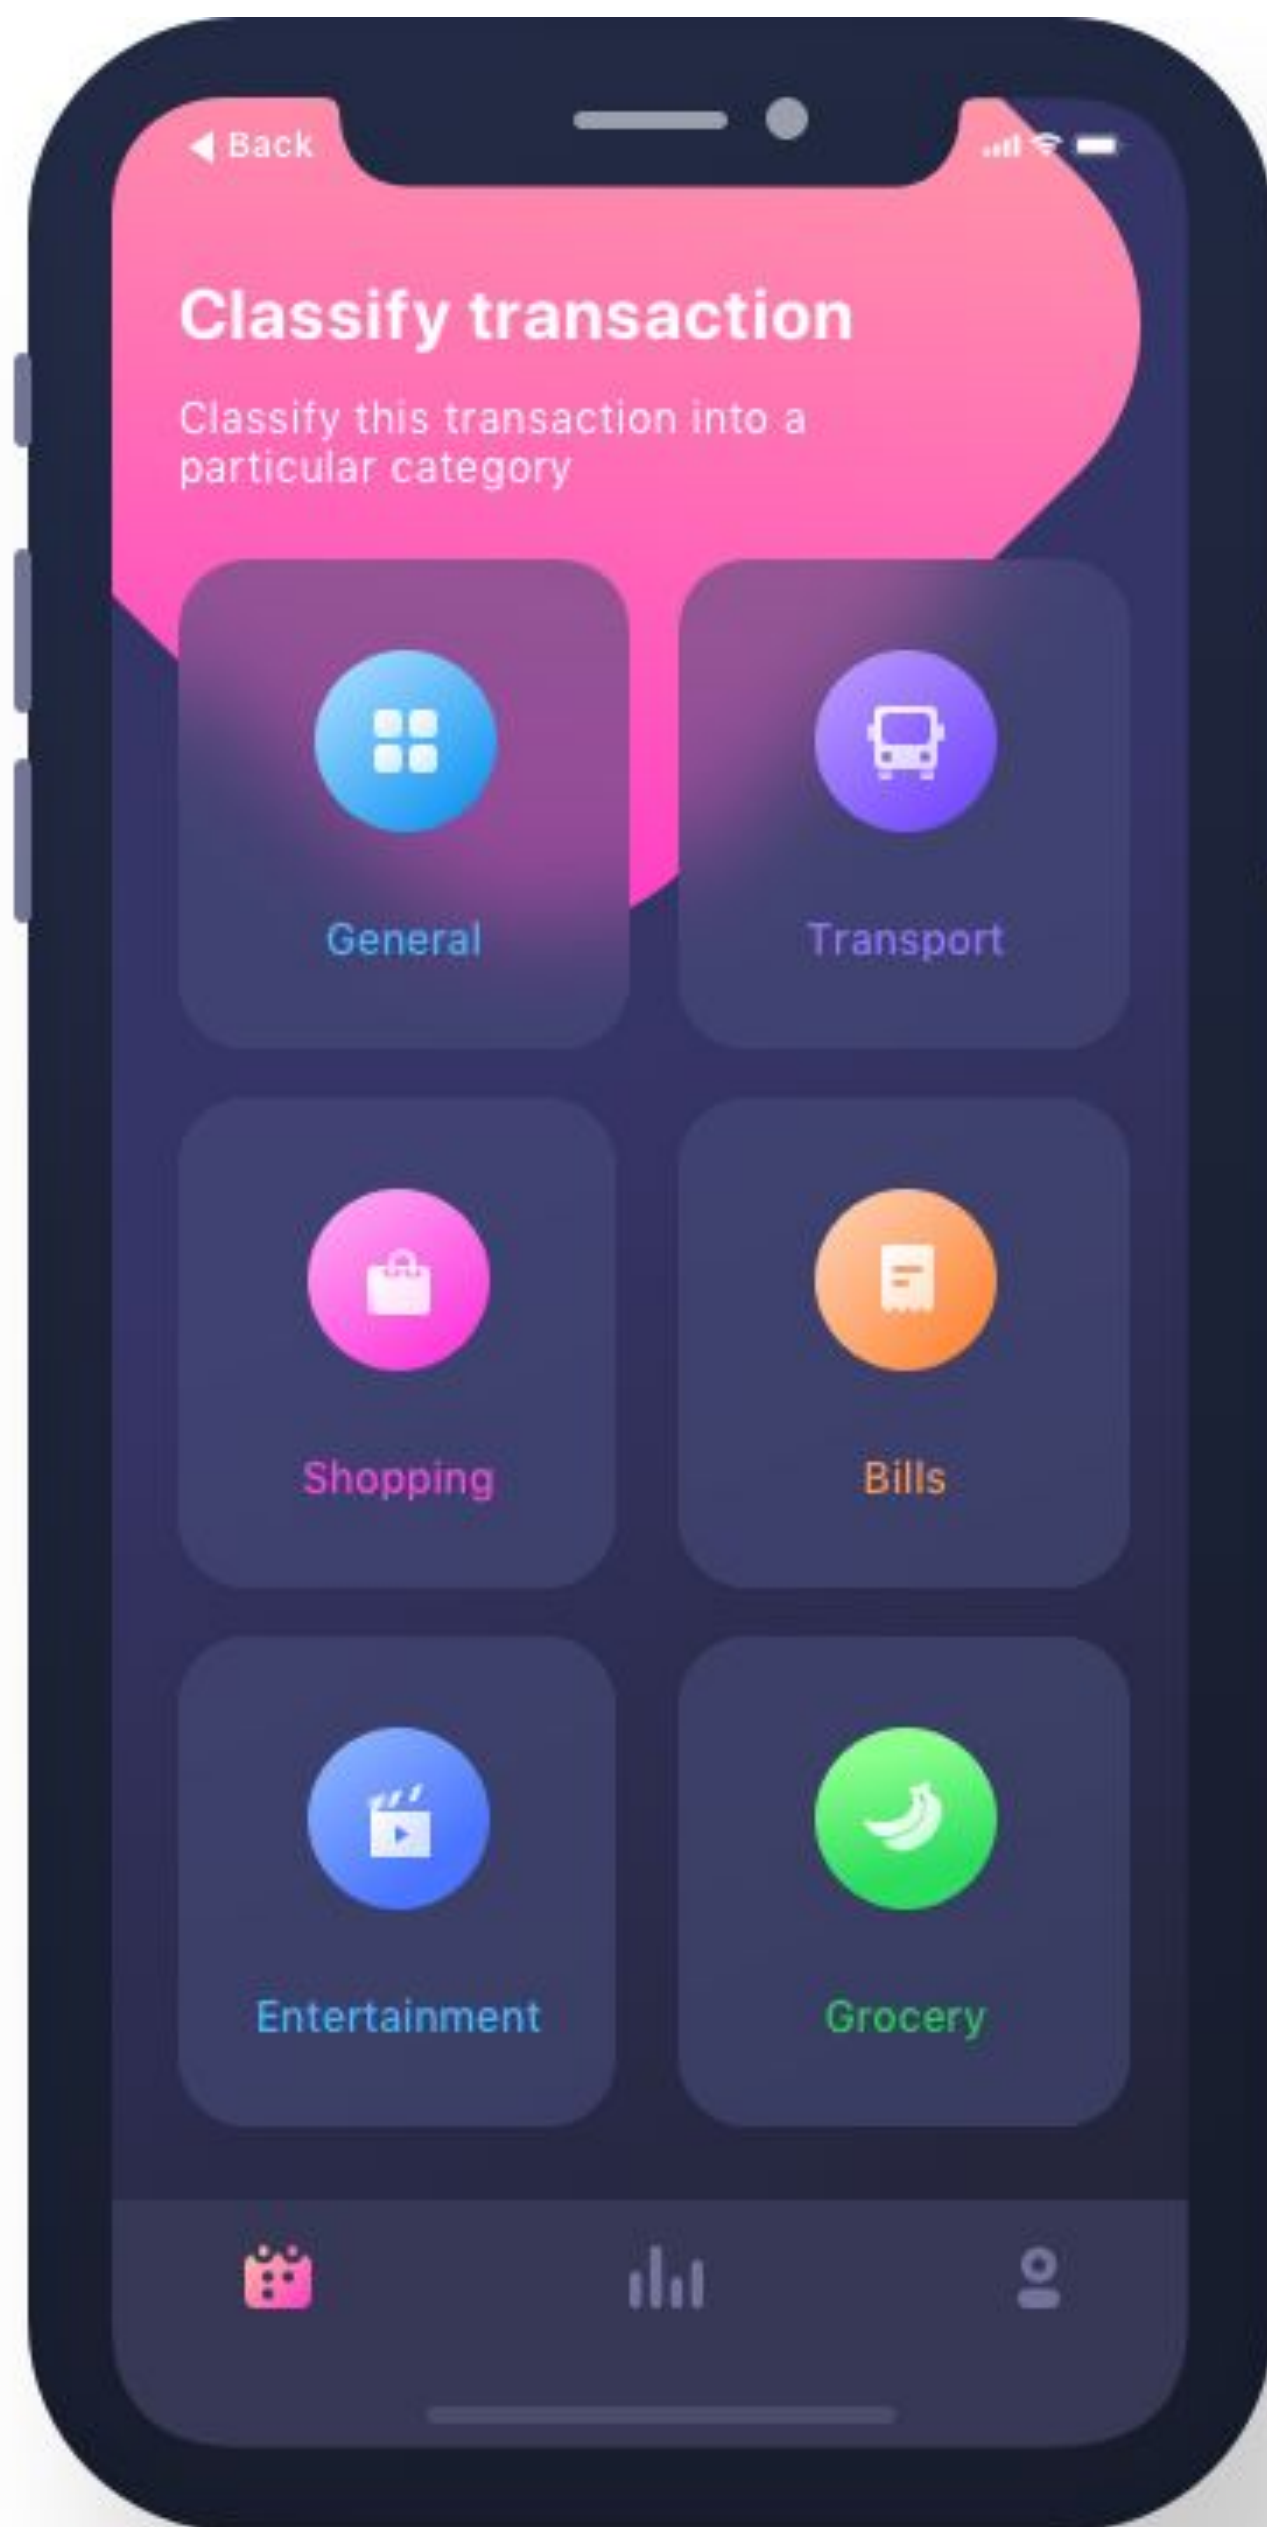 Back
Classify transaction
Classify this transaction into a
particular category
General
Transport
Shopping
Bills
Entertainment
Grocery